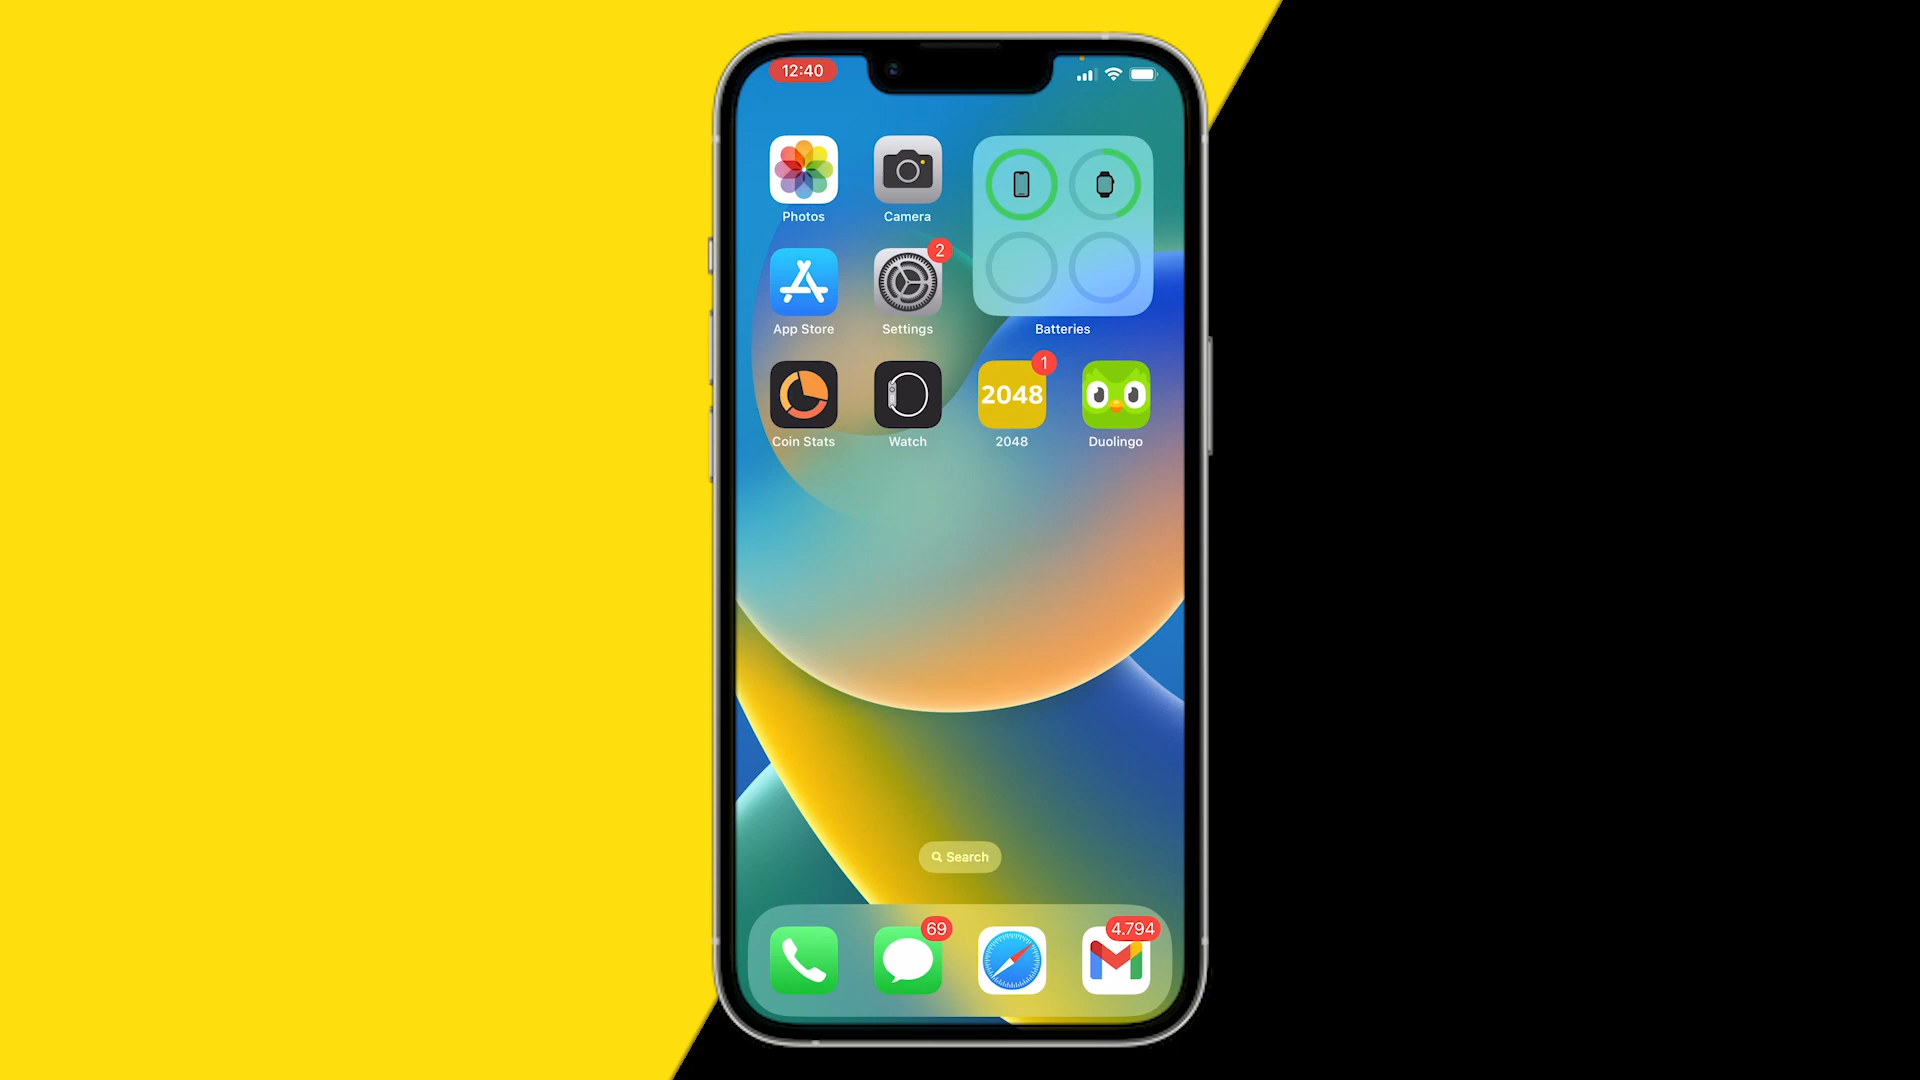 12:40
Photos
Camera
2
App Store
Settings
Batteries
1
2048
Coin Stats
Watch
2048
Duolingo
Search
69
4.794